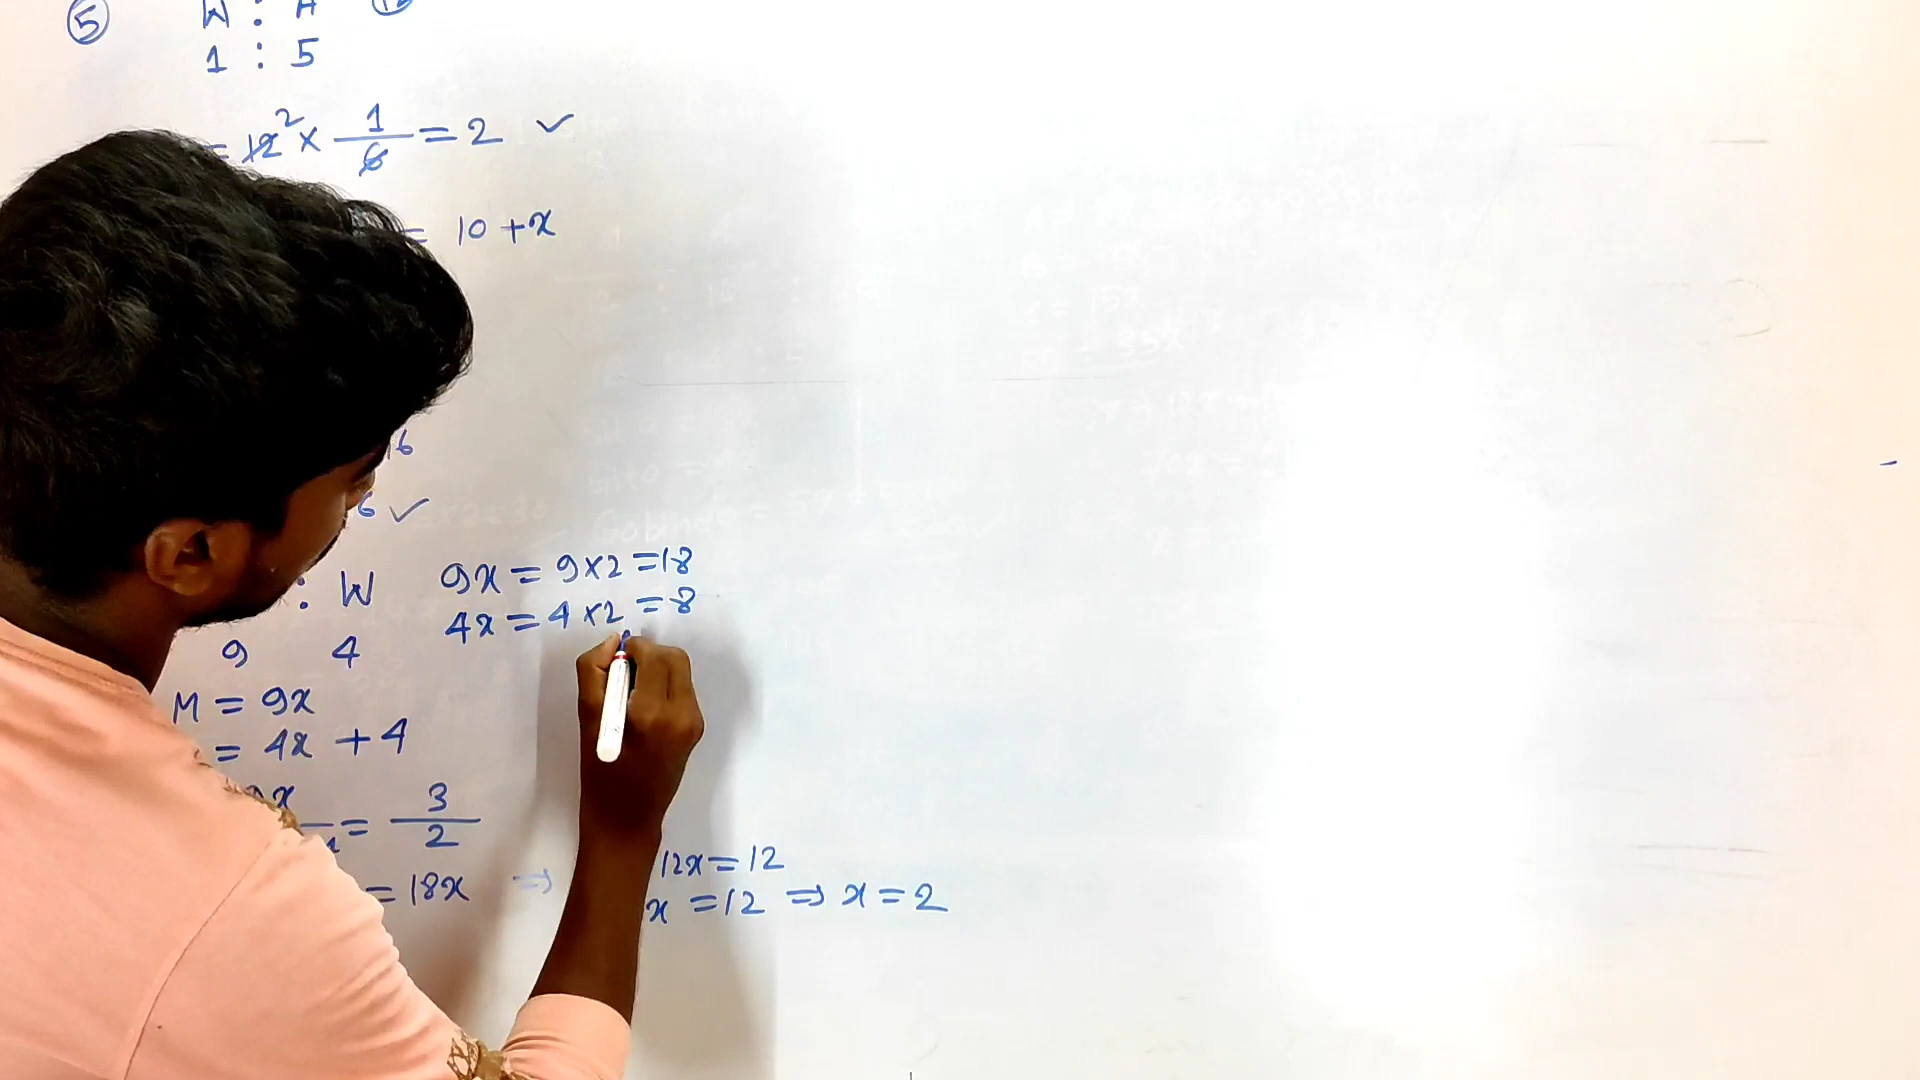 5
W : A
1 : 5
= 12² × 1/6 = 2 ✓
= 10 + x
16
6 ✓
: W
9 4
9x = 9×2 = 18
4x = 4×2 = 8
M = 9x
= 4x + 4
= 3/2
= 18x ⇒
12x = 12
x = 12 ⇒ x = 2